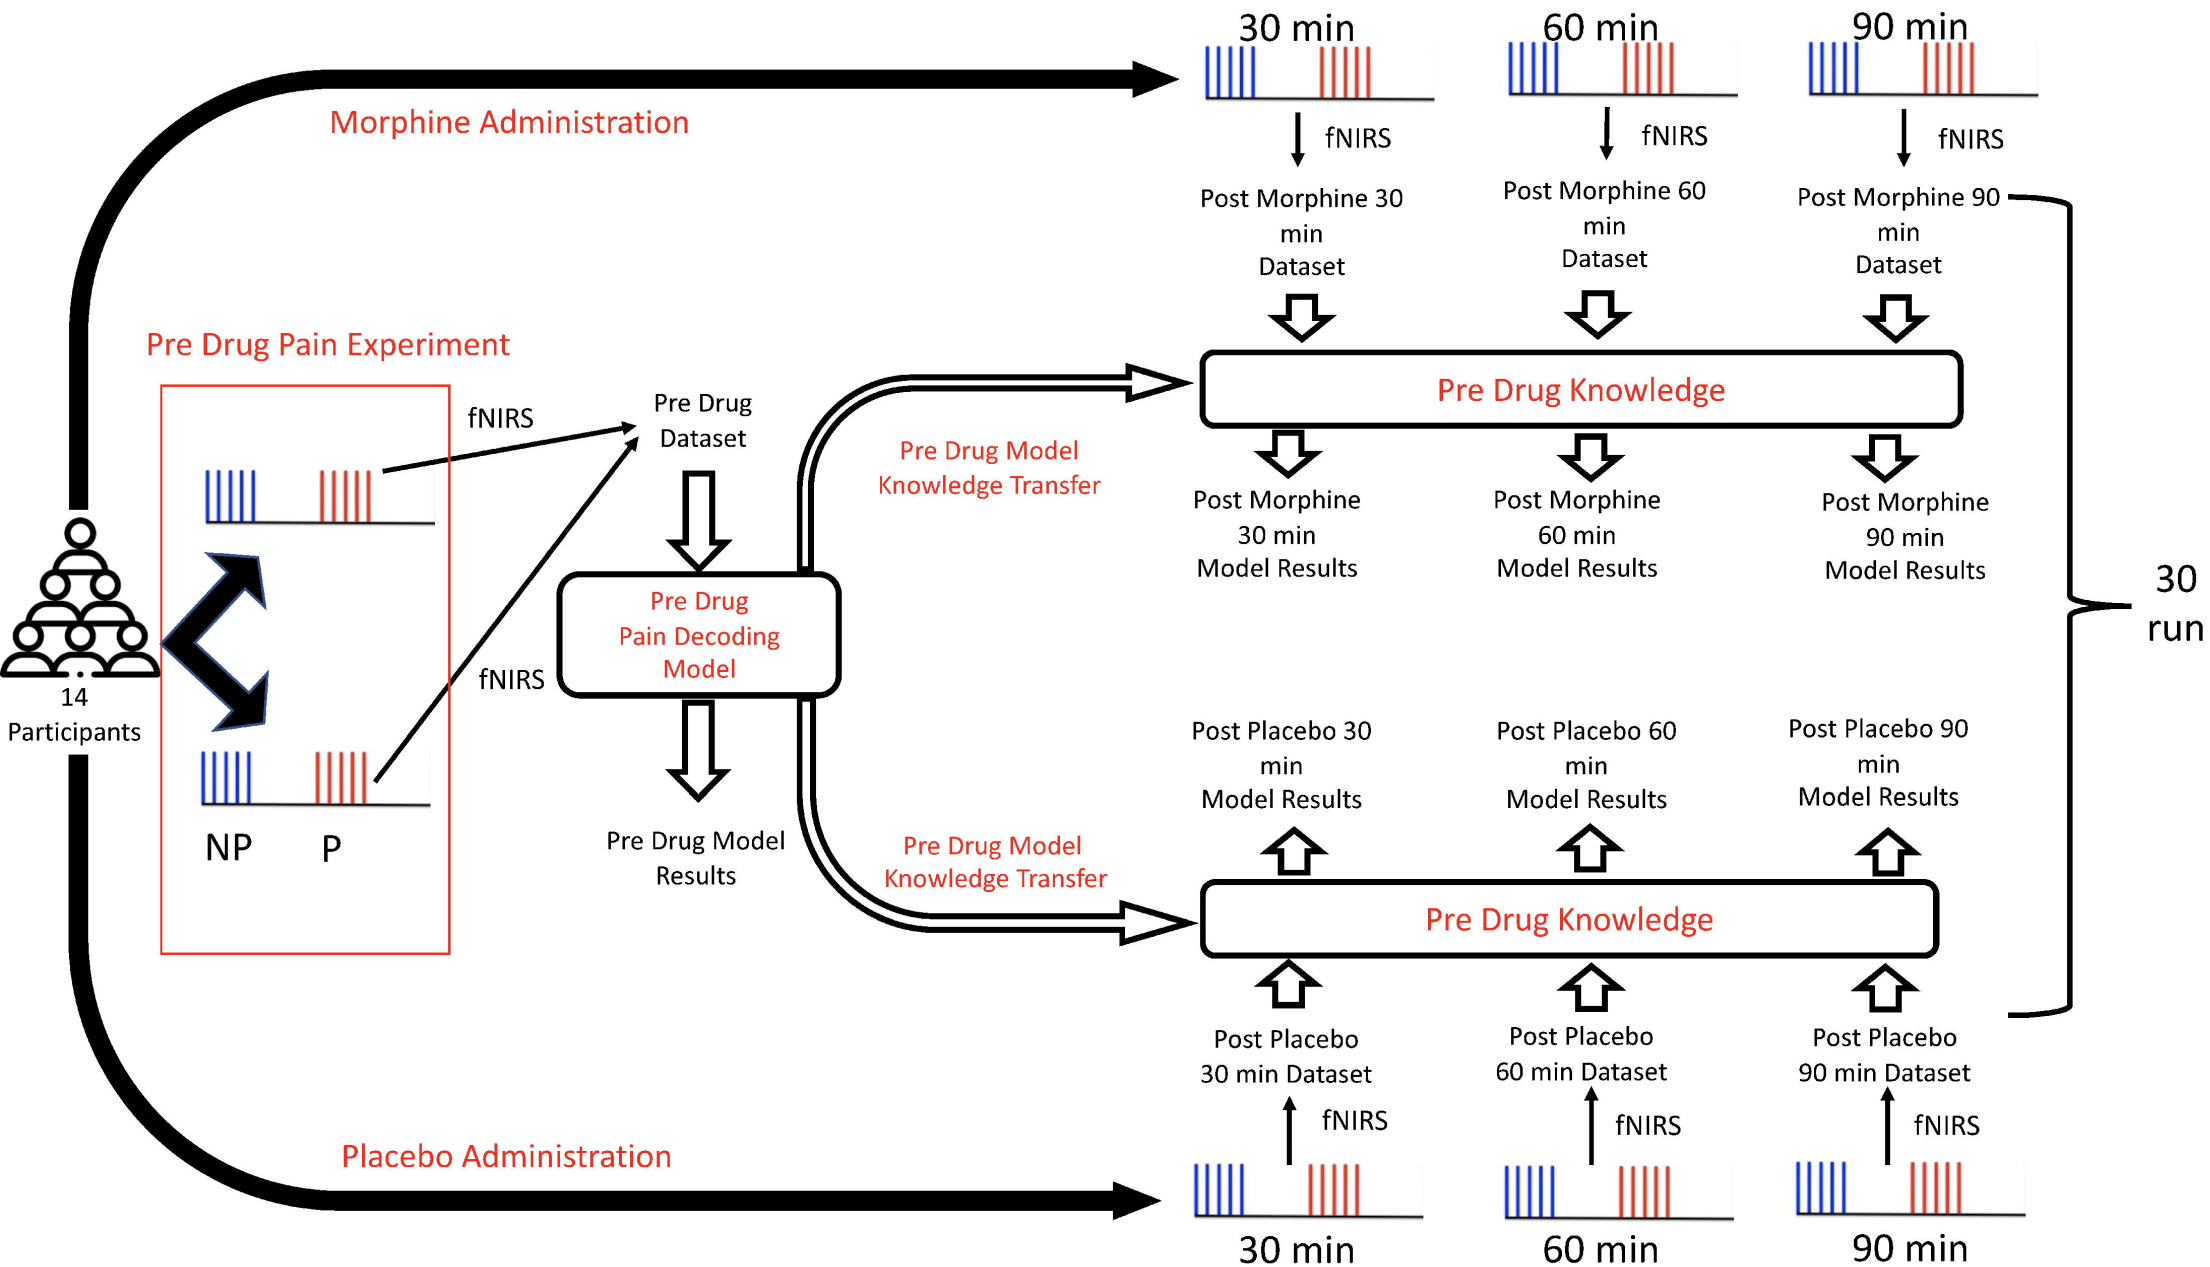 30 min
60 min
90 min
Morphine Administration
fNIRS
fNIRS
fNIRS
Post Morphine 30
min
Dataset
Post Morphine 60
min
Dataset
Post Morphine 90
min
Dataset
Pre Drug Pain Experiment
fNIRS
Pre Drug
Dataset
Pre Drug Knowledge
Pre Drug Model
Knowledge Transfer
Post Morphine
30 min
Model Results
Post Morphine
60 min
Model Results
Post Morphine
90 min
Model Results
30
run
Pre Drug
Pain Decoding
Model
fNIRS
14
Participants
NP
P
Pre Drug Model
Results
Pre Drug Model
Knowledge Transfer
Post Placebo 30
min
Model Results
Post Placebo 60
min
Model Results
Post Placebo 90
min
Model Results
Pre Drug Knowledge
Post Placebo
30 min Dataset
Post Placebo
60 min Dataset
Post Placebo
90 min Dataset
fNIRS
fNIRS
fNIRS
Placebo Administration
30 min
60 min
90 min